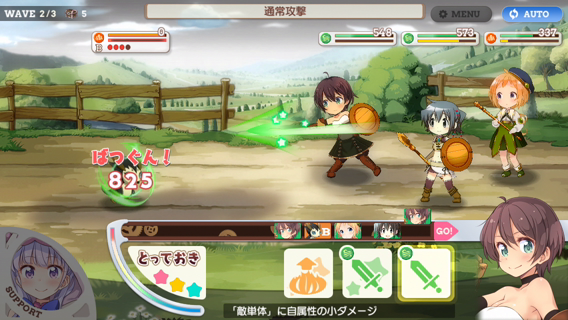 WAVE 2/3 5
通常攻撃
MENU
AUTO
0
B
548
573
337
ばつぐん!
825
B
GO!
とっておき
SUPPORT
「敵単体」に自属性の小ダメージ